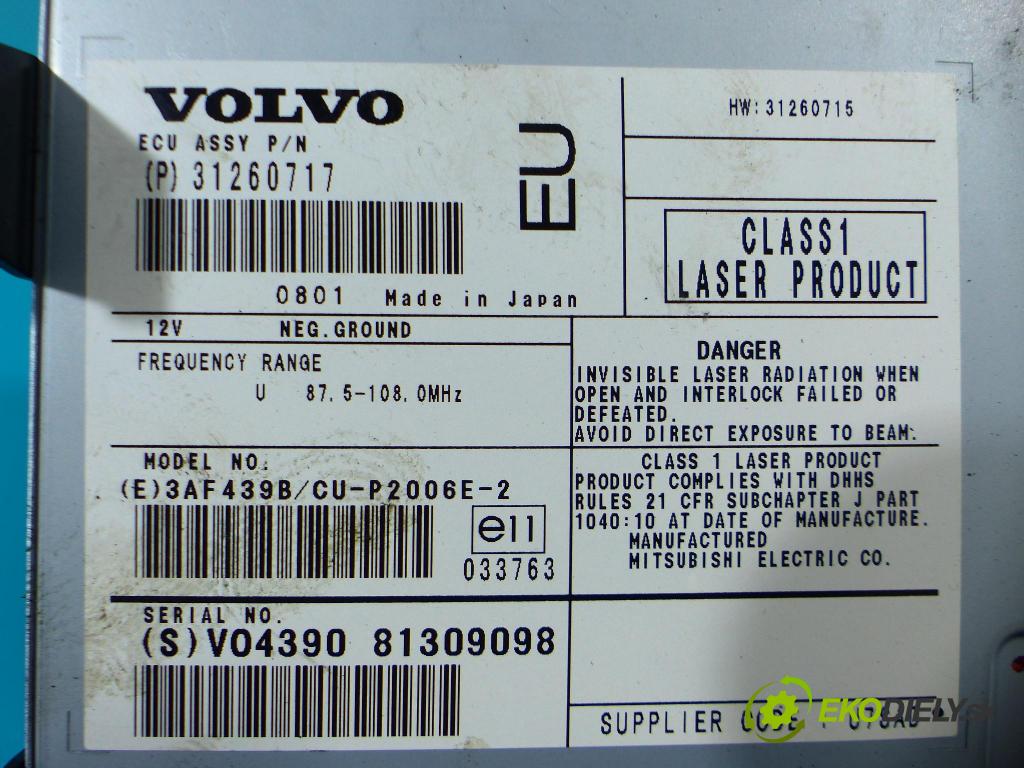 VOLVO
ECU ASSY P/N
(P) 31260717
EU
0801 Made in Japan
HW:31260715
CLASS1
LASER PRODUCT
12V NEG.GROUND
FREQUENCY RANGE
U 87.5-108.0MHz
DANGER
INVISIBLE LASER RADIATION WHEN
OPEN AND INTERLOCK FAILED OR
DEFEATED.
AVOID DIRECT EXPOSURE TO BEAM.
MODEL NO.
(E)3AF439B/CU-P2006E-2
e11
033763
CLASS 1 LASER PRODUCT
PRODUCT COMPLIES WITH DHHS
RULES 21 CFR SUBCHAPTER J PART
1040:10 AT DATE OF MANUFACTURE.
MANUFACTURED
MITSUBISHI ELECTRIC CO.
SERIAL NO.
(S)V04390 81309098
SUPPLIER CODE :
EKODIELY